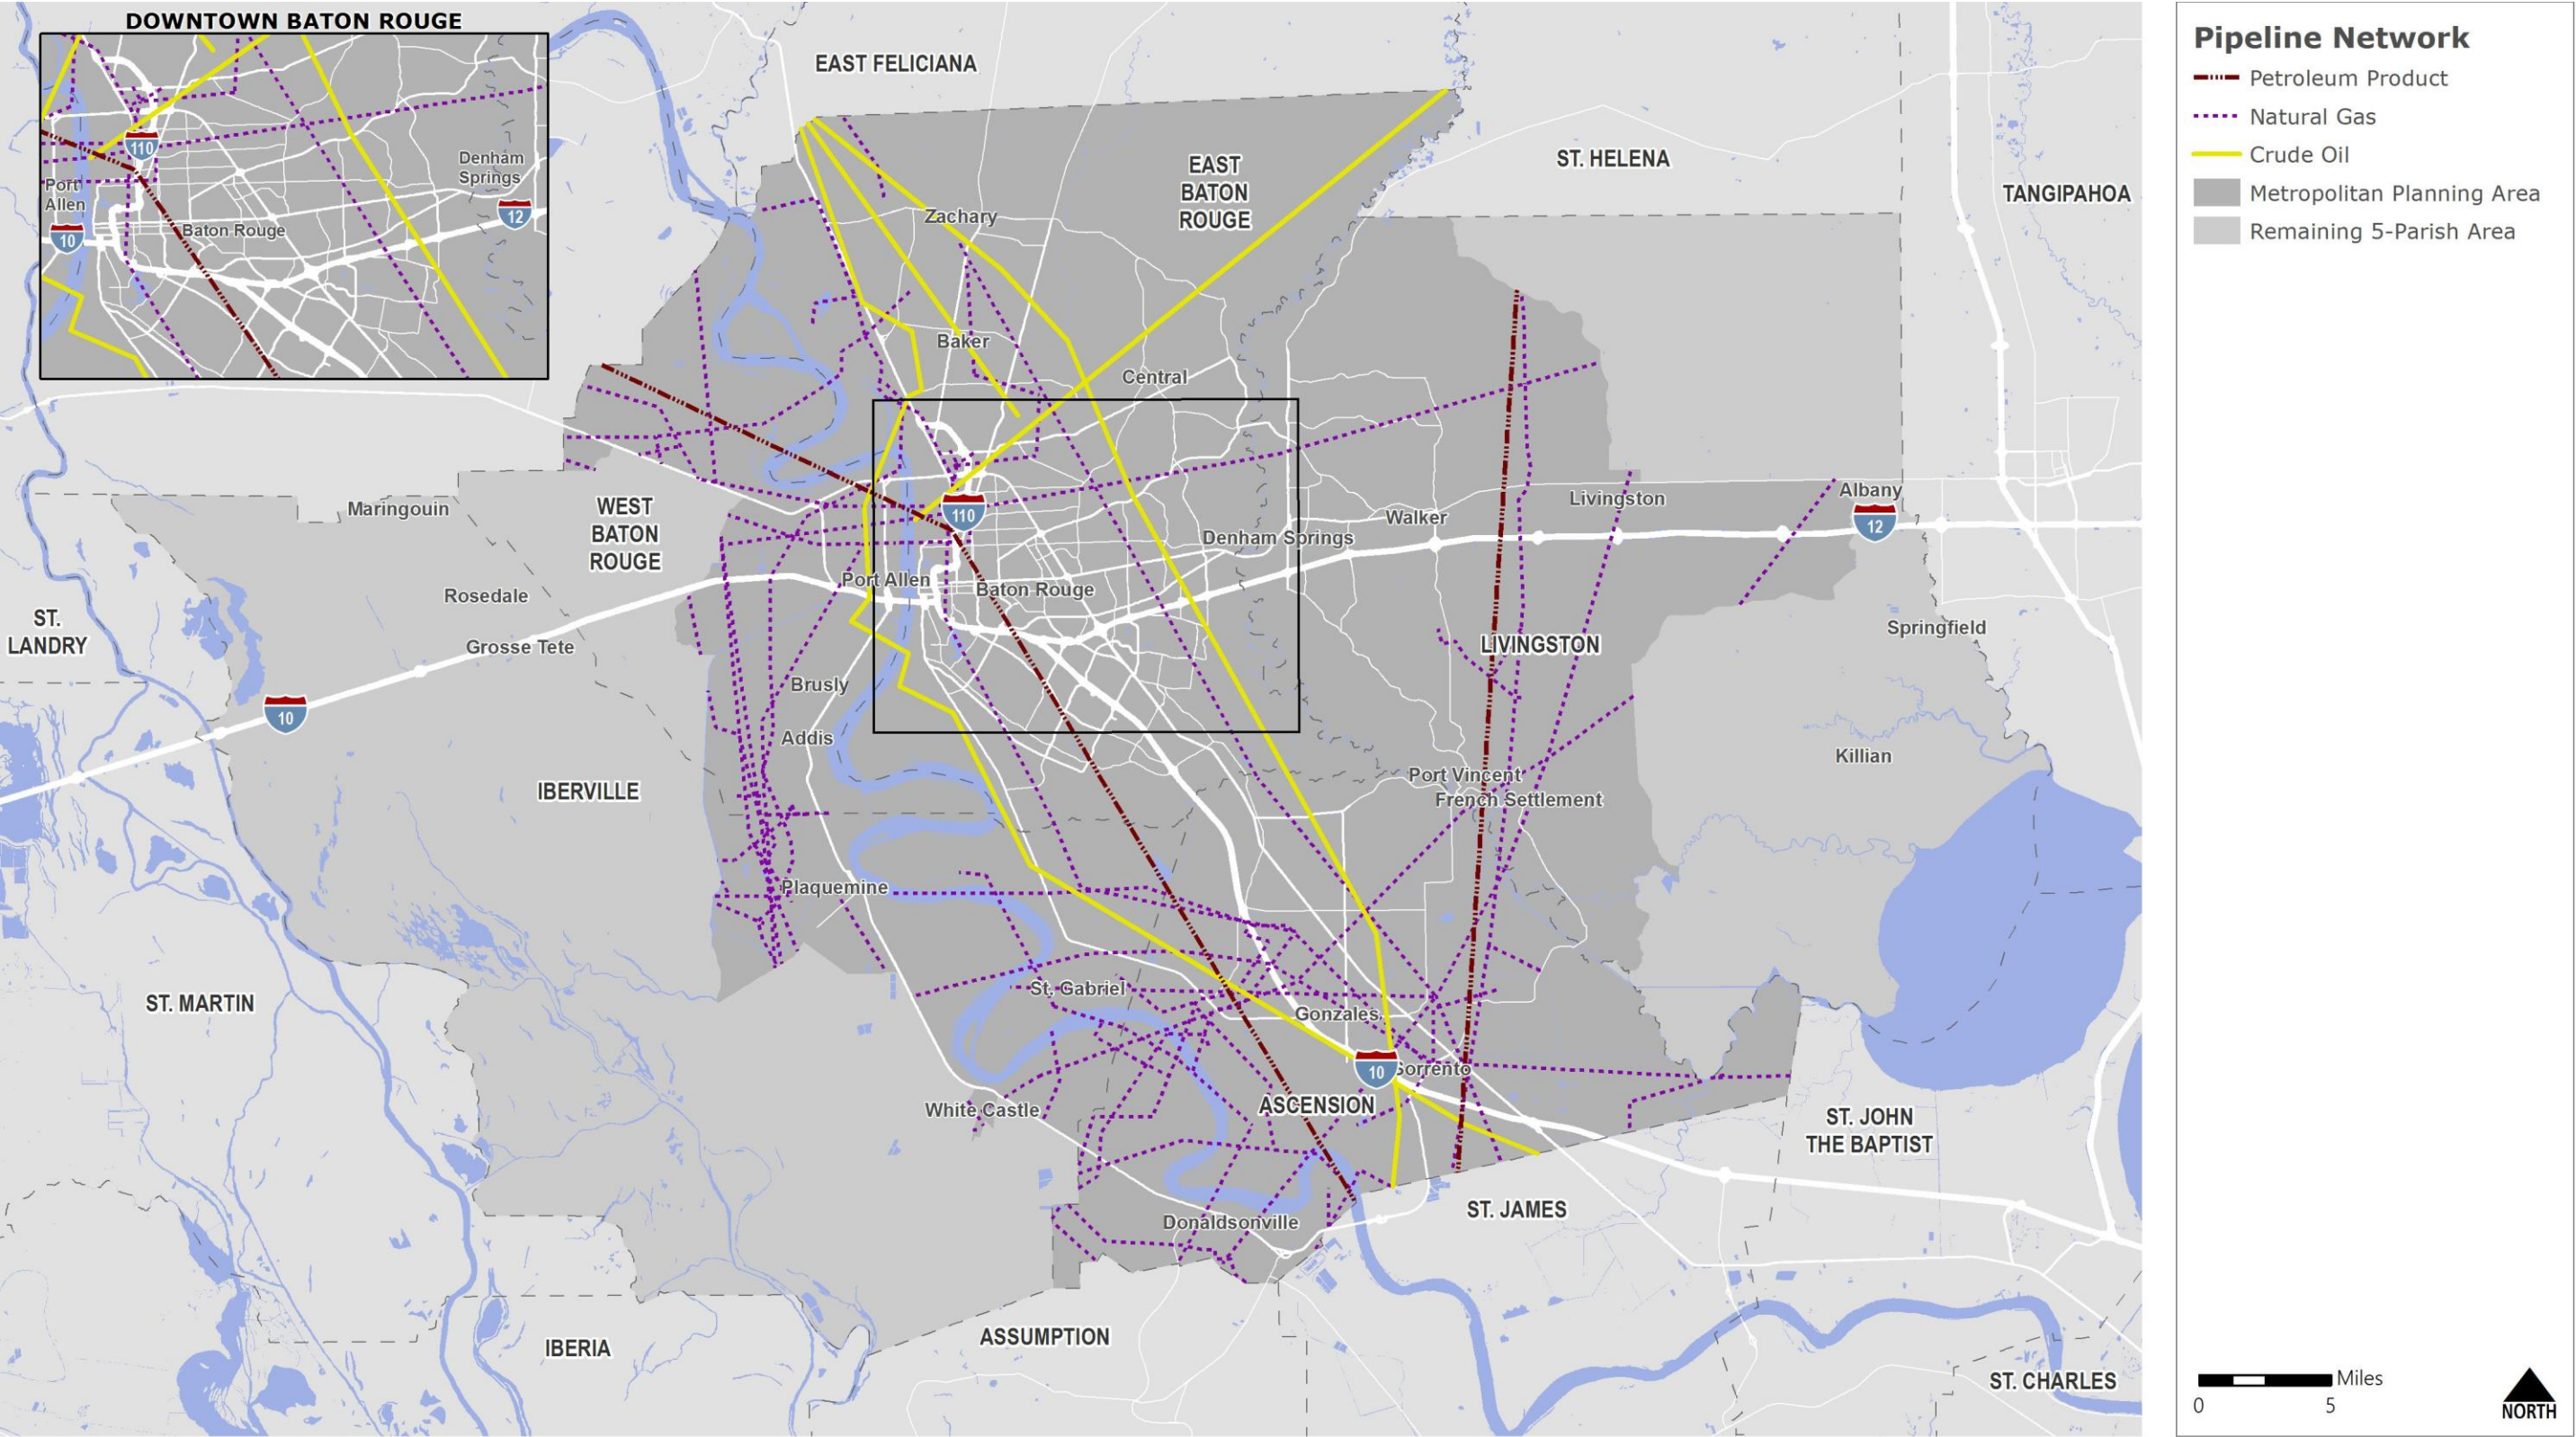 DOWNTOWN BATON ROUGE
110
Denham
Springs
Port
Allen
12
10
Baton Rouge
EAST FELICIANA
EAST
BATON
ROUGE
ST. HELENA
TANGIPAHOA
Zachary
Baker
Central
Maringouin
WEST
BATON
ROUGE
110
Livingston
Albany
12
Walker
Denham Springs
Port Allen
Baton Rouge
Rosedale
ST.
LANDRY
Grosse Tete
LIVINGSTON
Springfield
10
Brusly
Addis
Killian
IBERVILLE
Port Vincent
French Settlement
Plaquemine
ST. MARTIN
St. Gabriel
Gonzales
10
Sorrento
White Castle
ASCENSION
ST. JOHN
THE BAPTIST
Donaldsonville
ST. JAMES
IBERIA
ASSUMPTION
ST. CHARLES
Pipeline Network
Petroleum Product
Natural Gas
Crude Oil
Metropolitan Planning Area
Remaining 5-Parish Area
Miles
0 5
NORTH